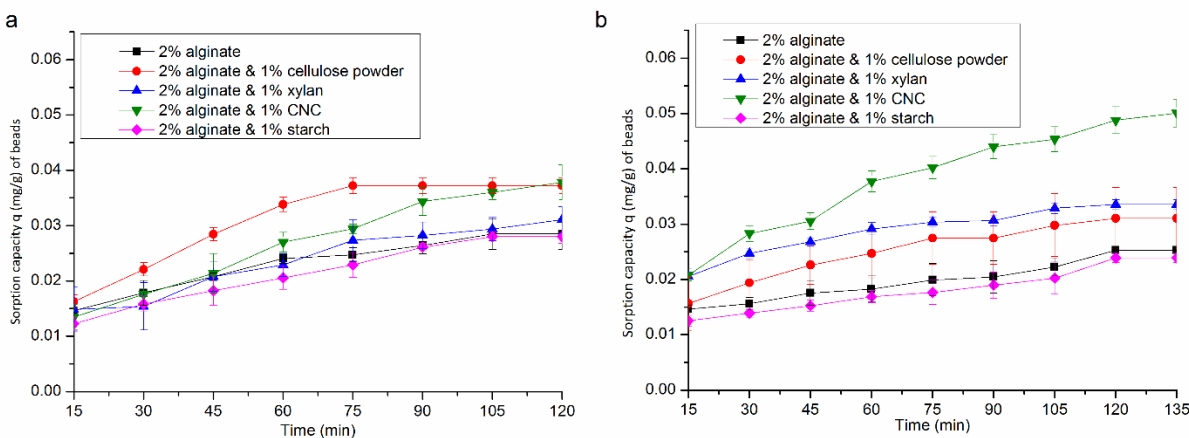 a
2% alginate
2% alginate & 1% cellulose powder
2% alginate & 1% xylan
2% alginate & 1% CNC
2% alginate & 1% starch
Sorption capacity q (mg/g) of beads
0.06
0.05
0.04
0.03
0.02
0.01
0.00
15 30 45 60 75 90 105 120
Time (min)
b
2% alginate
2% alginate & 1% cellulose powder
2% alginate & 1% xylan
2% alginate & 1% CNC
2% alginate & 1% starch
Sorption capacity q (mg/g) of beads
0.06
0.05
0.04
0.03
0.02
0.01
0.00
15 30 45 60 75 90 105 120 135
Time (min)